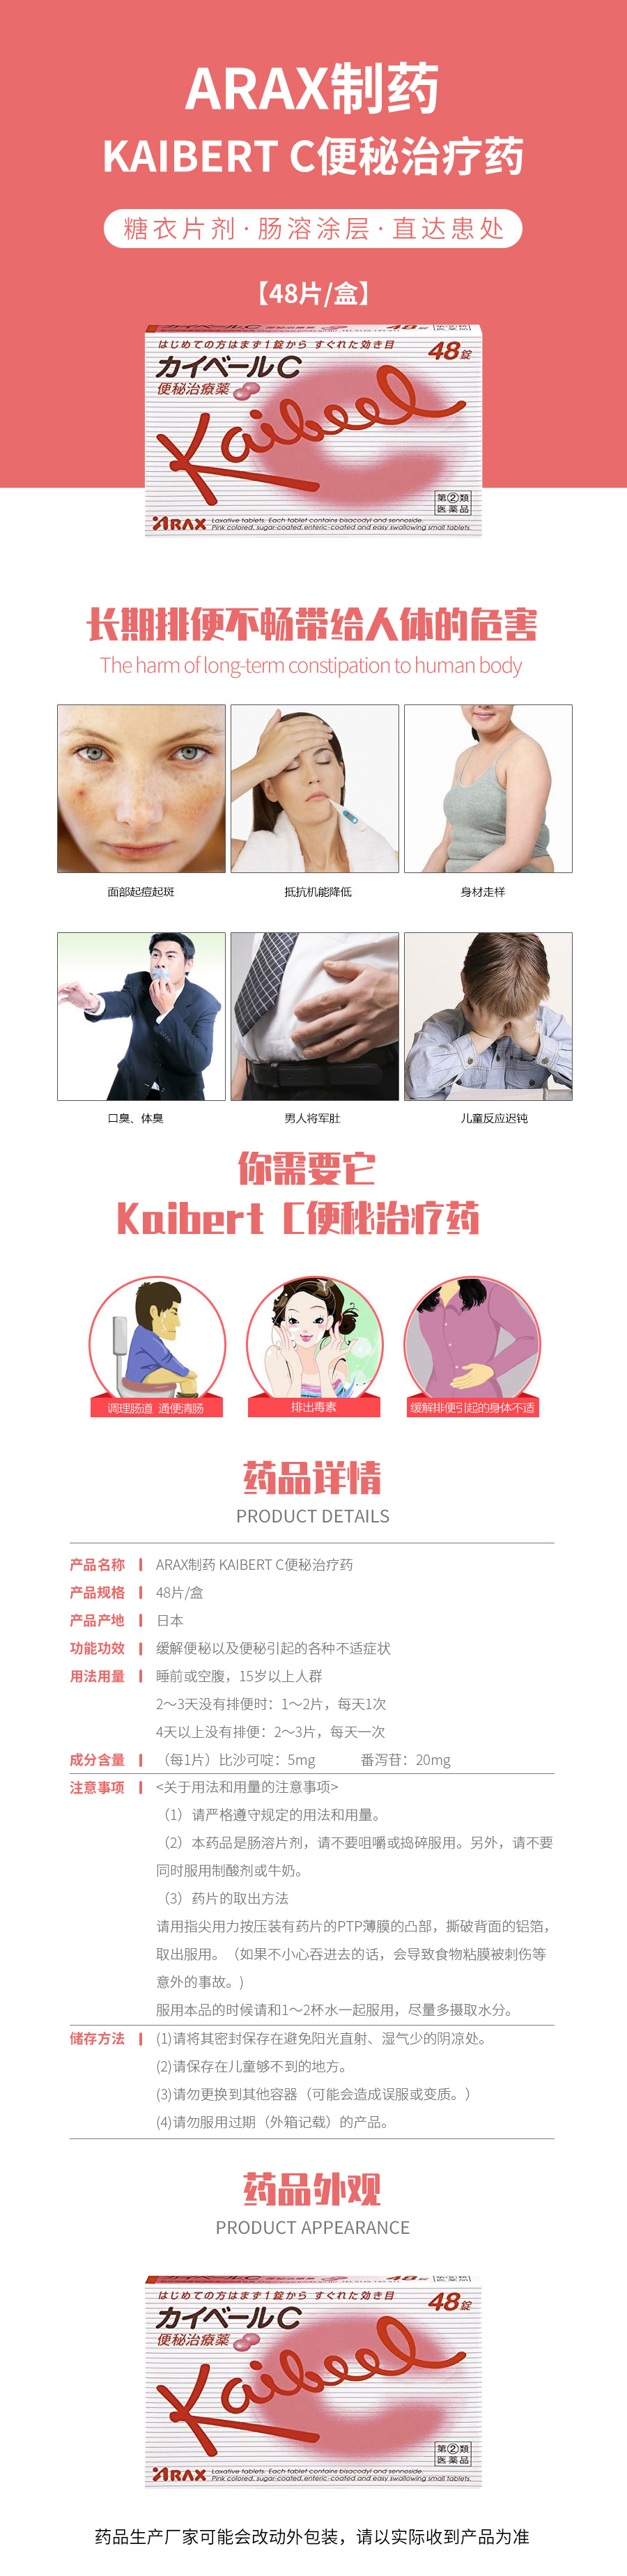 ARAX制药
KAIBERT C便秘治疗药
糖衣片剂·肠溶涂层·直达患处
【48片/盒】
はじめての方はまず1錠から すぐれた効き目
48錠
カイベールC
便秘治療薬
Kaibeel
第②類
医薬品
ARAX
Laxative tablets. Each tablet contains bisacodyl and sennoside.
Pink colored, sugar-coated, enteric-coated and easy swallowing small tablets.
长期排便不畅带给人体的危害
The harm of long-term constipation to human body
面部起痘起斑
抵抗机能降低
身材走样
口臭、体臭
男人将军肚
儿童反应迟钝
你需要它
Kaibert C便秘治疗药
调理肠道 通便清肠
排出毒素
缓解排便引起的身体不适
药品详情
PRODUCT DETAILS
产品名称 ARAX制药 KAIBERT C便秘治疗药
产品规格 48片/盒
产品产地 日本
功能功效 缓解便秘以及便秘引起的各种不适症状
用法用量 睡前或空腹，15岁以上人群
2～3天没有排便时：1～2片，每天1次
4天以上没有排便：2～3片，每天一次
成分含量 （每1片）比沙可啶：5mg 番泻苷：20mg
注意事项 <关于用法和用量的注意事项>
（1）请严格遵守规定的用法和用量。
（2）本药品是肠溶片剂，请不要咀嚼或捣碎服用。另外，请不要
同时服用制酸剂或牛奶。
（3）药片的取出方法
请用指尖用力按压装有药片的PTP薄膜的凸部，撕破背面的铝箔，
取出服用。（如果不小心吞进去的话，会导致食物粘膜被刺伤等
意外的事故。)
服用本品的时候请和1～2杯水一起服用，尽量多摄取水分。
储存方法 (1)请将其密封保存在避免阳光直射、湿气少的阴凉处。
(2)请保存在儿童够不到的地方。
(3)请勿更换到其他容器（可能会造成误服或变质。）
(4)请勿服用过期（外箱记载）的产品。
药品外观
PRODUCT APPEARANCE
はじめての方はまず1錠から すぐれた効き目
48錠
カイベールC
便秘治療薬
Kaibeel
第②類
医薬品
ARAX
Laxative tablets. Each tablet contains bisacodyl and sennoside.
Pink colored, sugar-coated, enteric-coated and easy swallowing small tablets.
药品生产厂家可能会改动外包装，请以实际收到产品为准